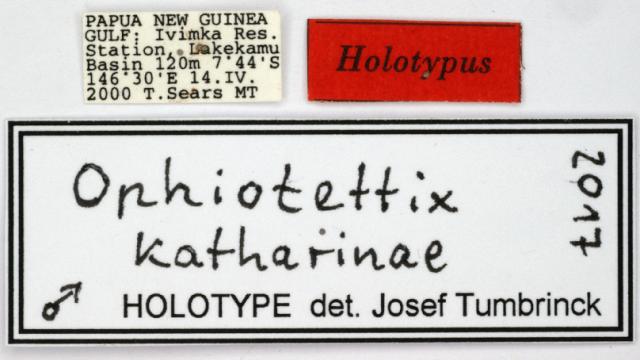 PAPUA NEW GUINEA
GULF: Ivimka Res.
Station, Lakekamu
Basin 120m 7°44'S
146°30'E 14.IV.
2000 T.Sears MT
Holotypus
Ophiotettix
katharinae
2017
♂ HOLOTYPE det. Josef Tumbrinck